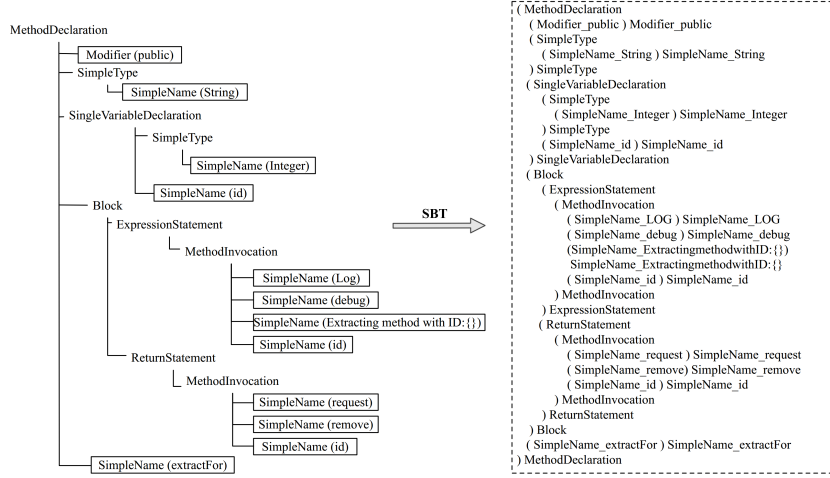 MethodDeclaration
Modifier (public)
SimpleType
SimpleName (String)
SingleVariableDeclaration
SimpleType
SimpleName (Integer)
SimpleName (id)
Block
ExpressionStatement
MethodInvocation
SimpleName (Log)
SimpleName (debug)
SimpleName (Extracting method with ID:{})
SimpleName (id)
ReturnStatement
MethodInvocation
SimpleName (request)
SimpleName (remove)
SimpleName (id)
SimpleName (extractFor)
SBT
( MethodDeclaration
( Modifier_public ) Modifier_public
( SimpleType
( SimpleName_String ) SimpleName_String
) SimpleType
( SingleVariableDeclaration
( SimpleType
( SimpleName_Integer ) SimpleName_Integer
) SimpleType
( SimpleName_id ) SimpleName_id
) SingleVariableDeclaration
( Block
( ExpressionStatement
( MethodInvocation
( SimpleName_LOG ) SimpleName_LOG
( SimpleName_debug ) SimpleName_debug
(SimpleName_ExtractingmethodwithID:{})
SimpleName_ExtractingmethodwithID:{}
( SimpleName_id ) SimpleName_id
) MethodInvocation
) ExpressionStatement
( ReturnStatement
( MethodInvocation
( SimpleName_request ) SimpleName_request
( SimpleName_remove) SimpleName_remove
( SimpleName_id ) SimpleName_id
) MethodInvocation
) ReturnStatement
) Block
( SimpleName_extractFor ) SimpleName_extractFor
) MethodDeclaration